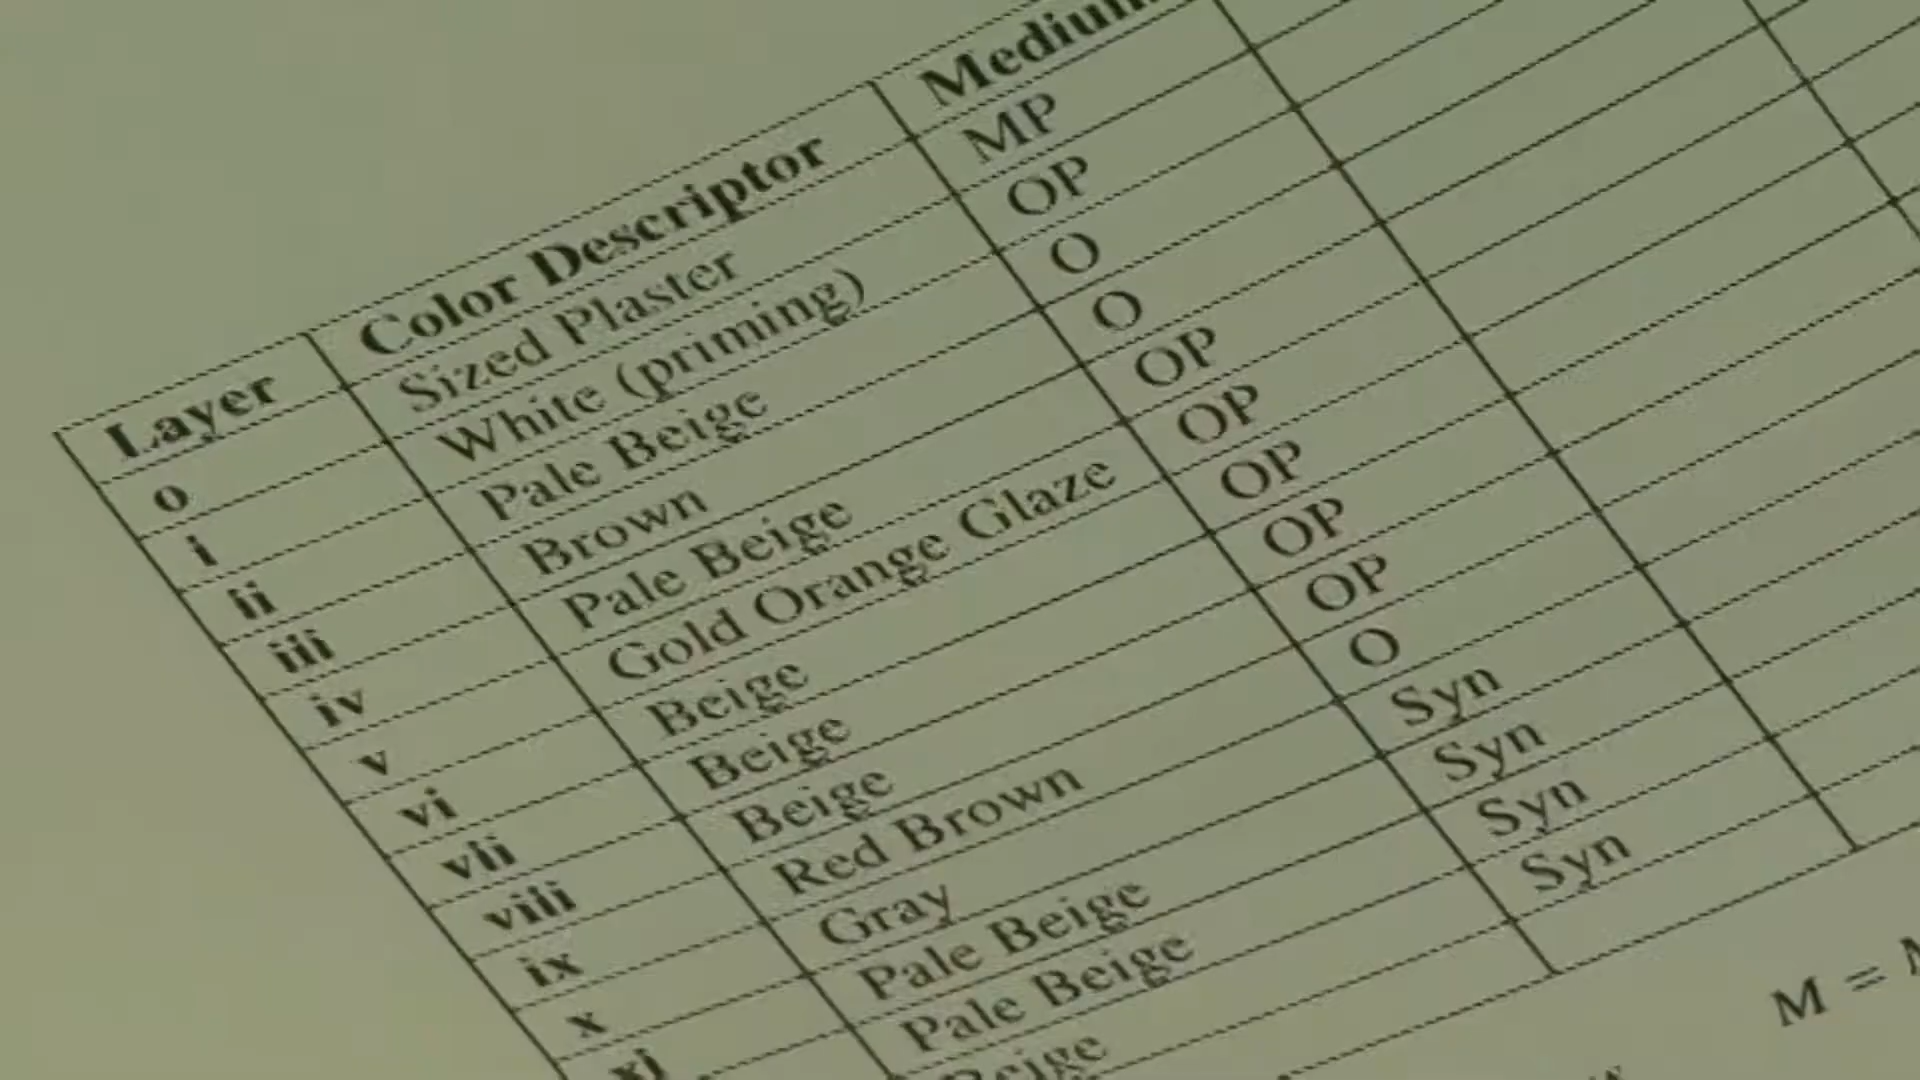 Layer Color Descriptor Medium
o Sized Plaster MP
i White (priming) OP
ii Pale Beige O
iii Brown O
iv Pale Beige OP
v Gold Orange Glaze OP
vi Beige OP
vii Beige OP
viii Beige OP
ix Red Brown O
x Gray Syn
xi Pale Beige Syn
Pale Beige Syn
Beige Syn
M =